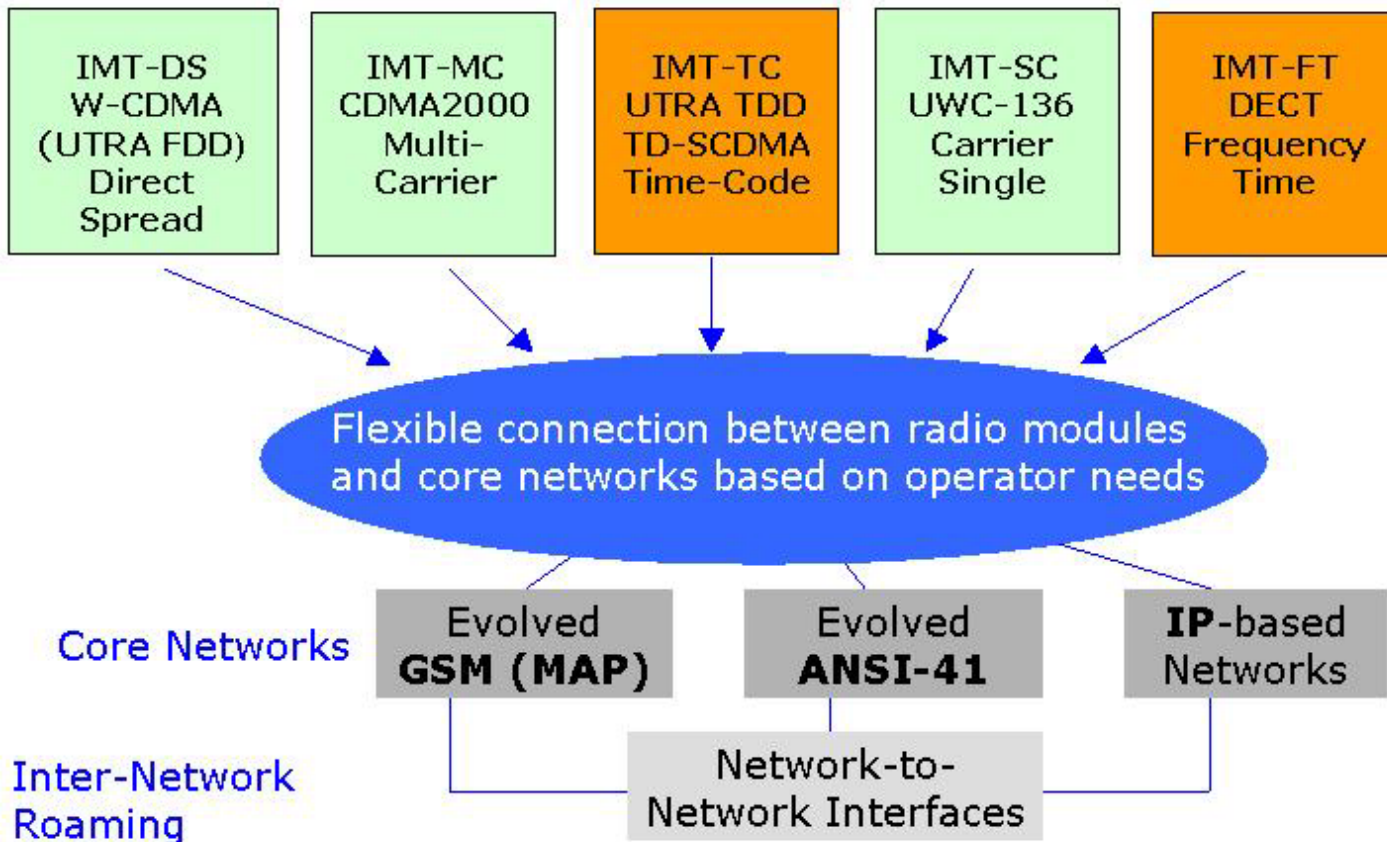 IMT-DS
W-CDMA
(UTRA FDD)
Direct
Spread
IMT-MC
CDMA2000
Multi-
Carrier
IMT-TC
UTRA TDD
TD-SCDMA
Time-Code
IMT-SC
UWC-136
Carrier
Single
IMT-FT
DECT
Frequency
Time
Flexible connection between radio modules
and core networks based on operator needs
Core Networks
Evolved
GSM (MAP)
Evolved
ANSI-41
IP-based
Networks
Inter-Network
Roaming
Network-to-
Network Interfaces